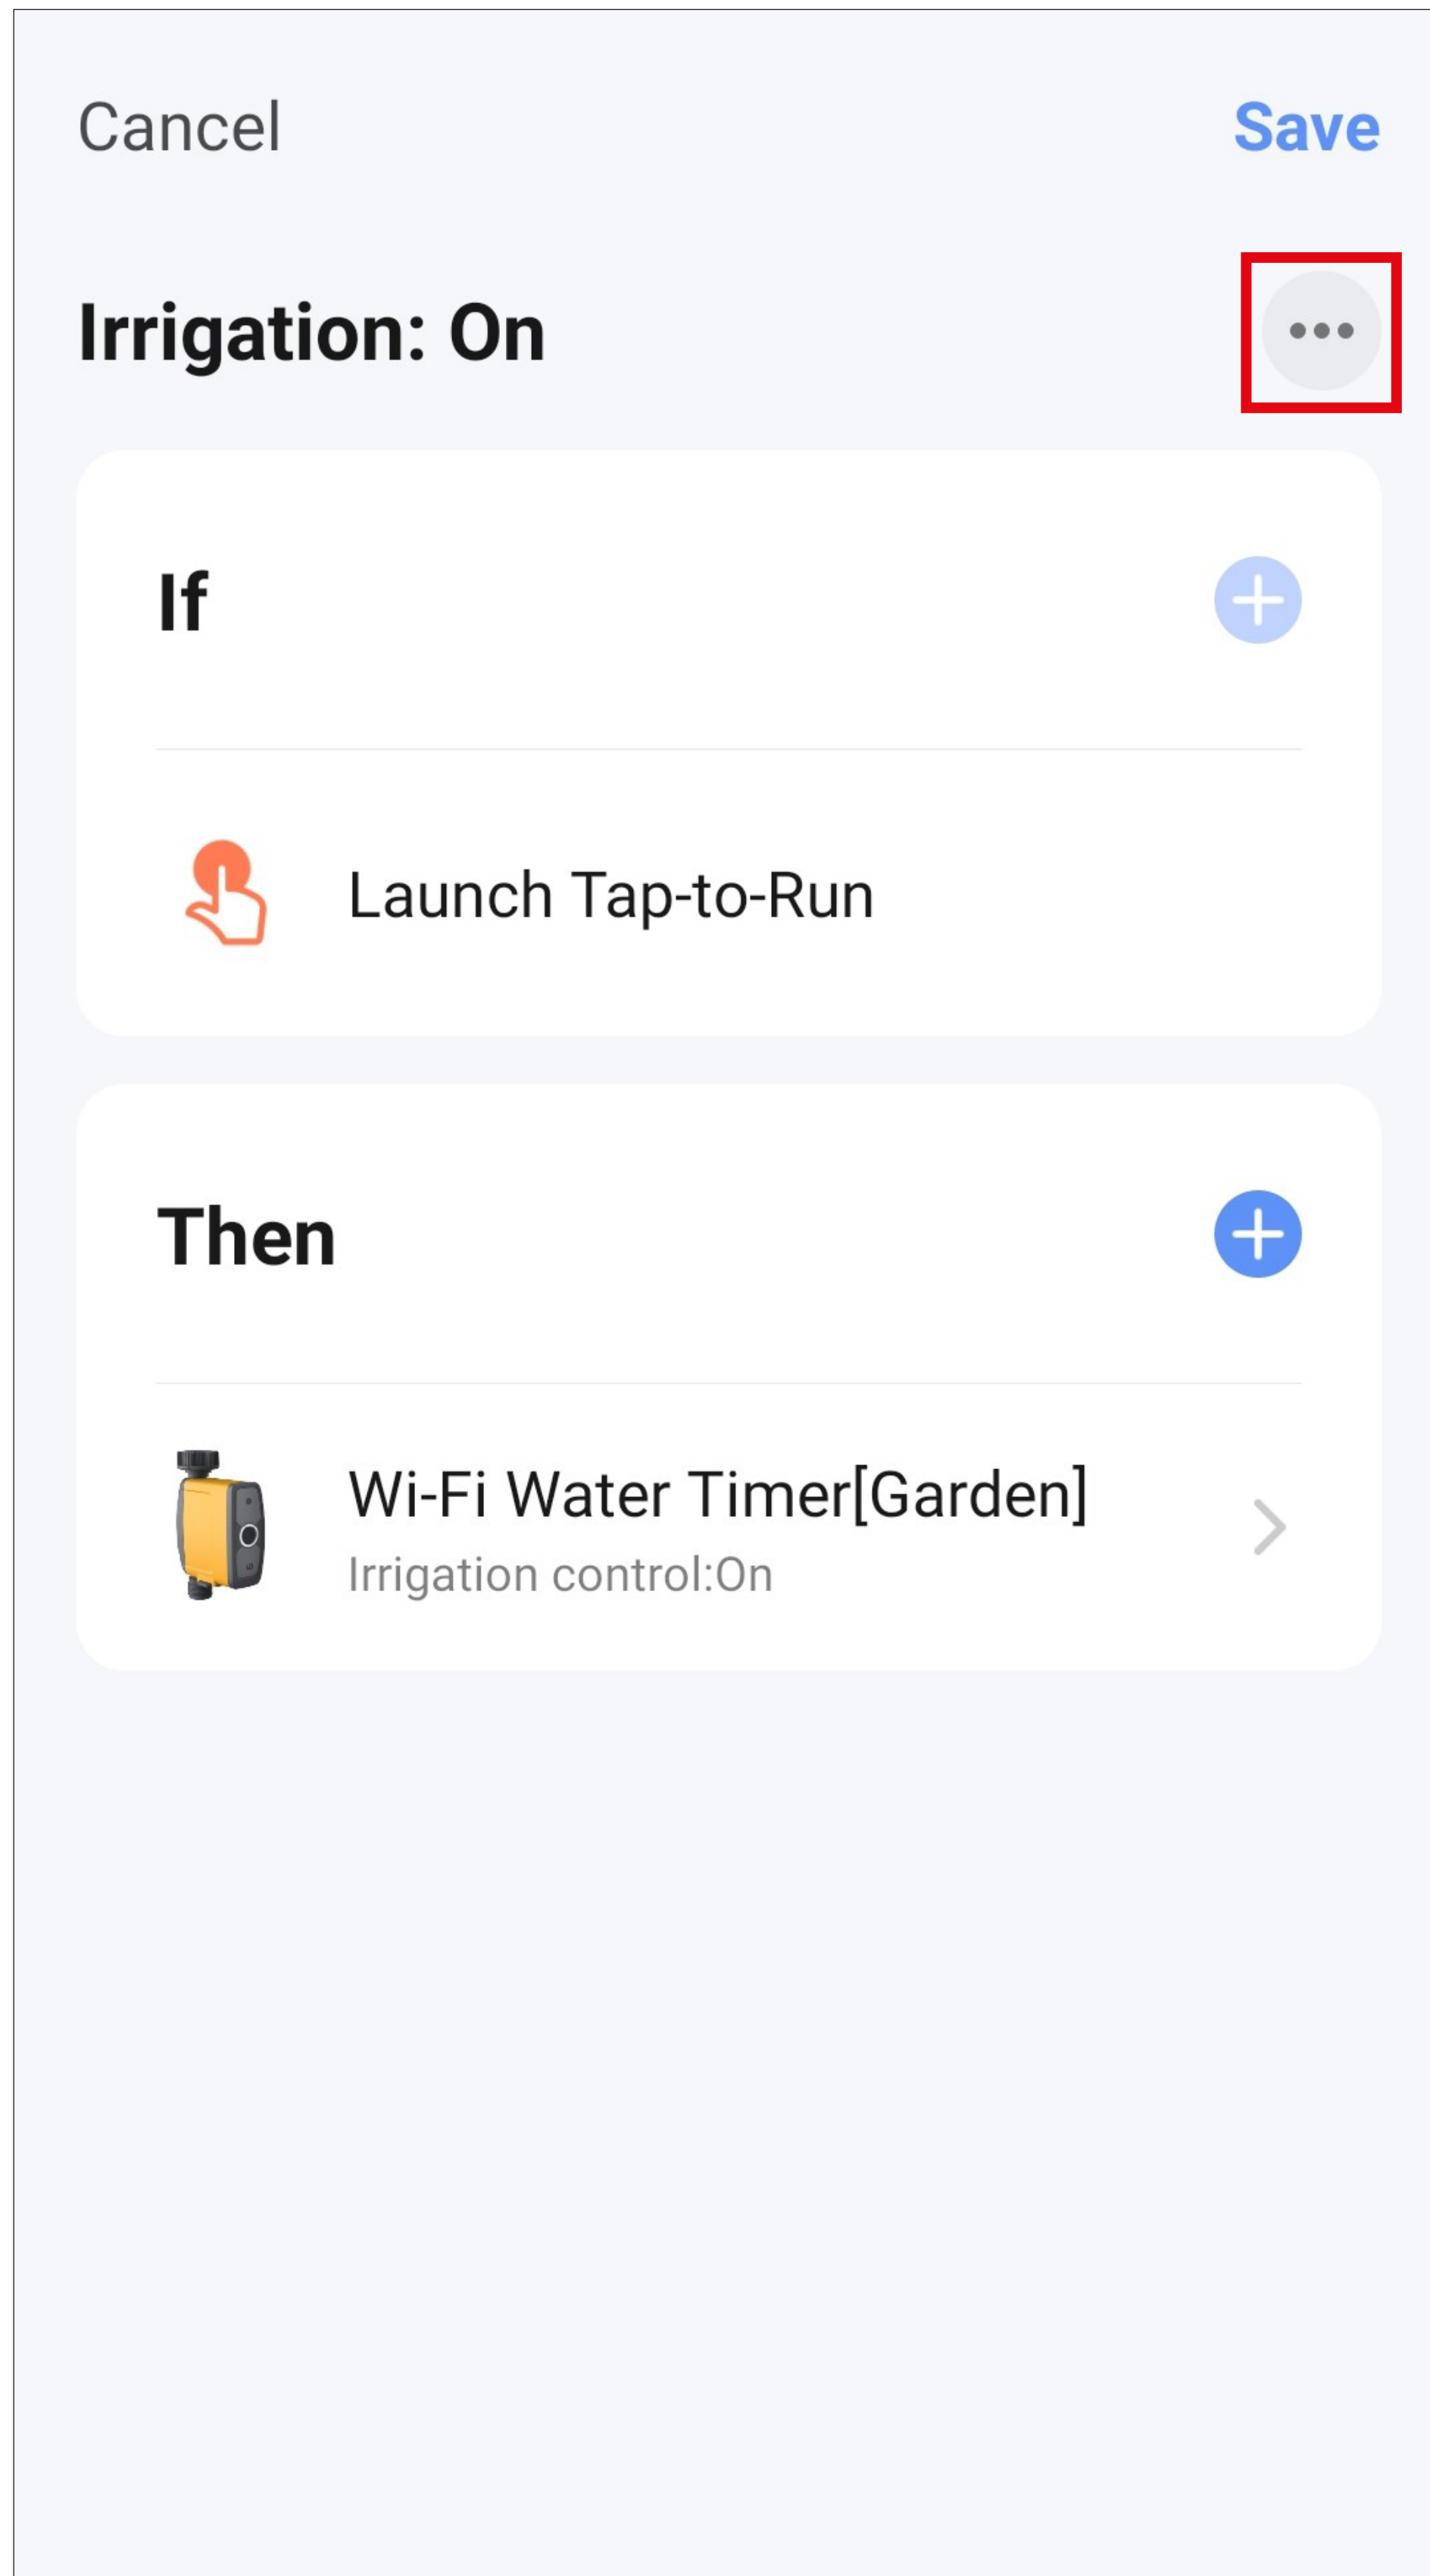 Cancel
Save
Irrigation: On
If
Launch Tap-to-Run
Then
Wi-Fi Water Timer[Garden]
Irrigation control:On